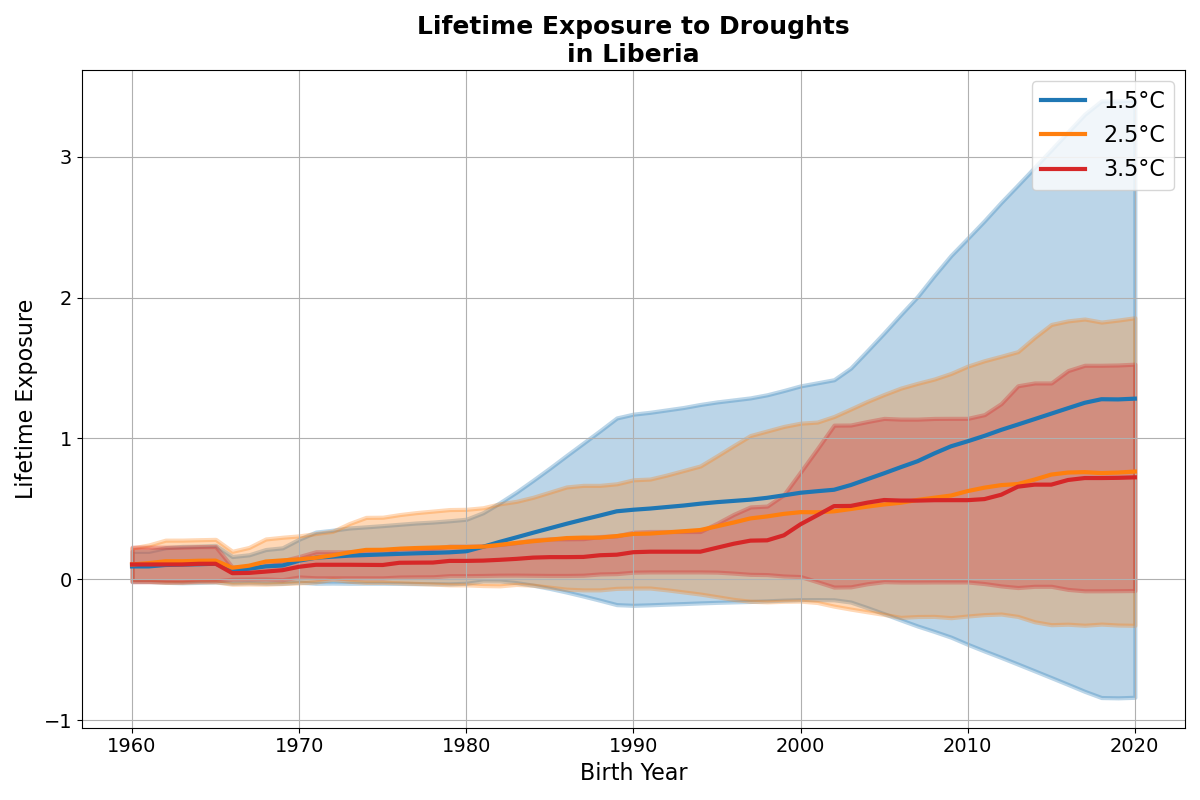 Lifetime Exposure to Droughts
in Liberia
1.5°C
2.5°C
3.5°C
Lifetime Exposure
3
2
1
0
−1
1960 1970 1980 1990 2000 2010 2020
Birth Year